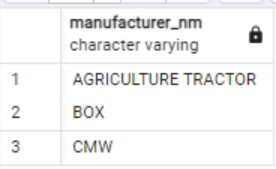 manufacturer_nm
character varying
1 AGRICULTURE TRACTOR
2 BOX
3 CMW